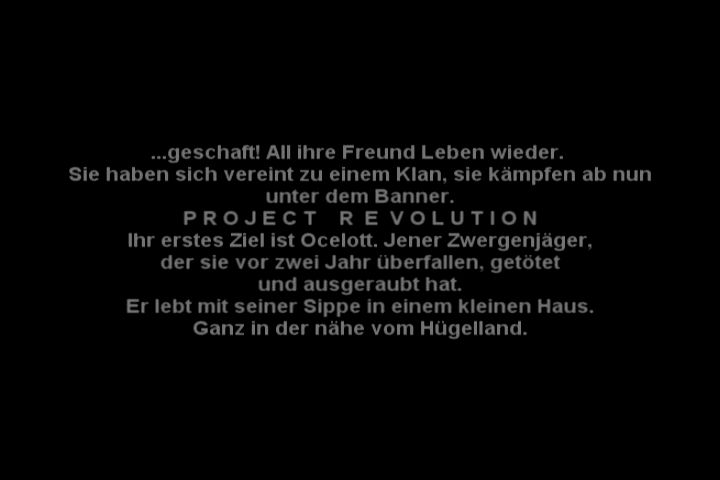 ...geschaft! All ihre Freund Leben wieder.
Sie haben sich vereint zu einem Klan, sie kämpfen ab nun
unter dem Banner.
P R O J E C T   R E V O L U T I O N
Ihr erstes Ziel ist Ocelott. Jener Zwergenjäger,
der sie vor zwei Jahr überfallen, getötet
und ausgeraubt hat.
Er lebt mit seiner Sippe in einem kleinen Haus.
Ganz in der nähe vom Hügelland.